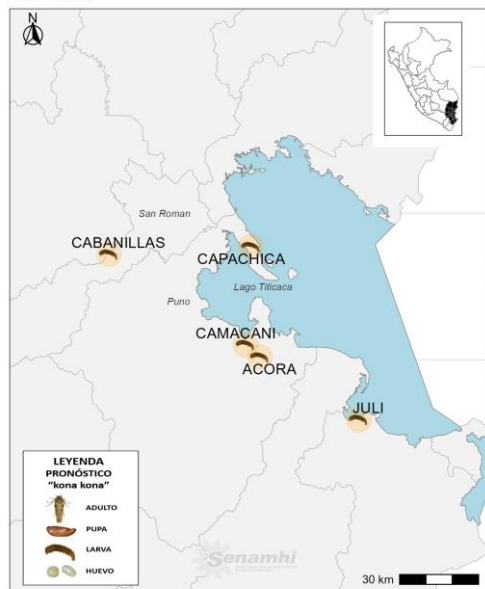 N
San Roman
CABANILLAS
CAPACHICA
Lago Titicaca
Puno
CAMACANI
ACORA
JULI
LEYENDA
PRONÓSTICO
"kona kona"
ADULTO
PUPA
LARVA
HUEVO
Senamhi
30 km